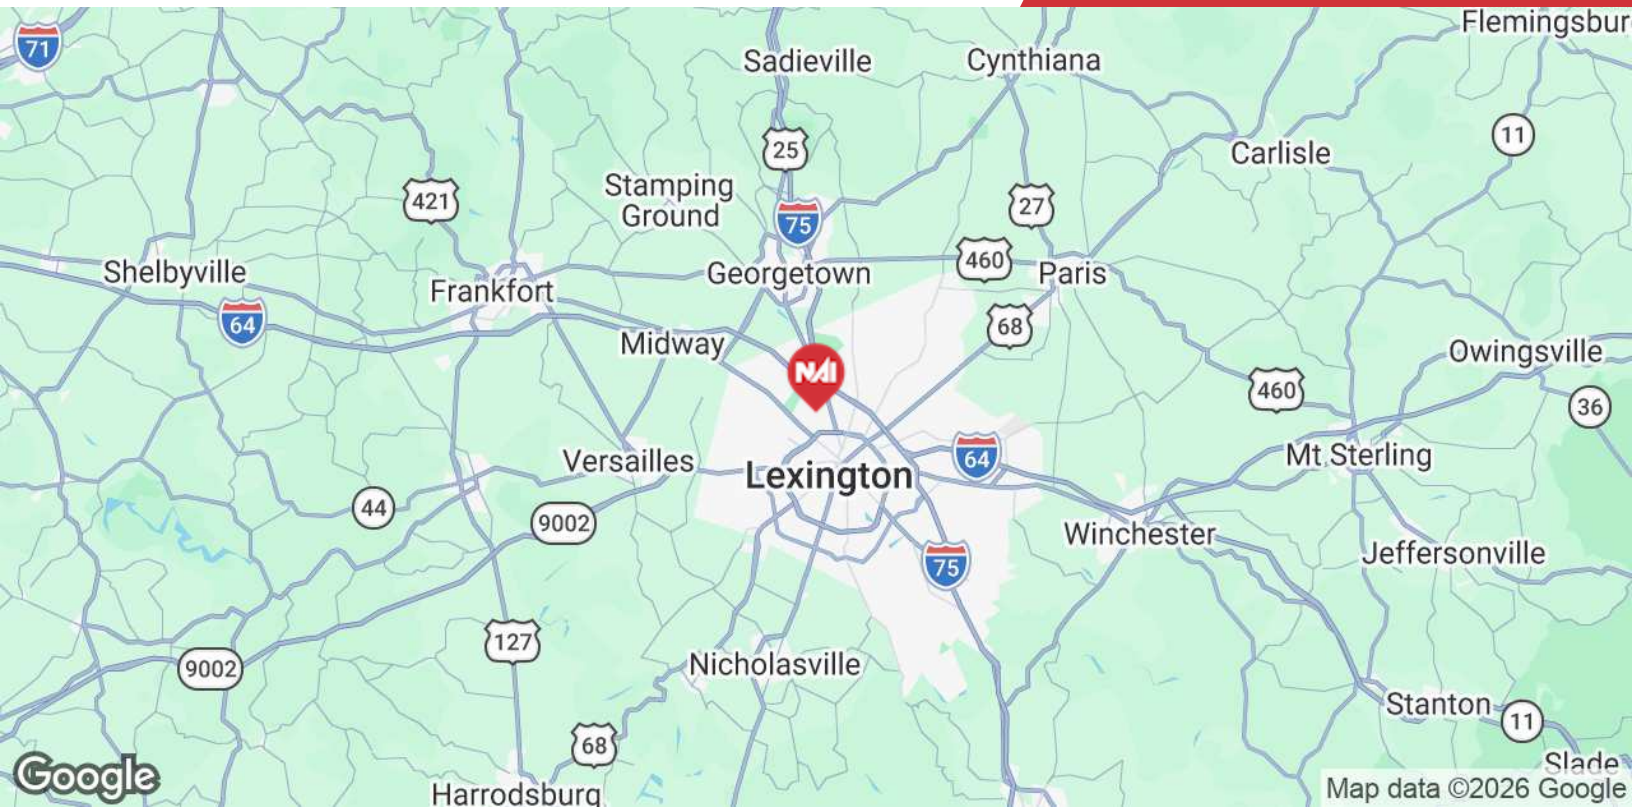 Flemingsbur
71
Sadieville
Cynthiana
25
11
Carlisle
421
Stamping
Ground
27
75
460
Shelbyville
Georgetown
Paris
Frankfort
64
68
Midway
Owingsville
NAI
460
36
Versailles
Lexington
64
Mt Sterling
44
9002
Winchester
Jeffersonville
75
127
9002
Nicholasville
Stanton
11
68
Slade
Google
Harrodsburg
Map data ©2026 Google